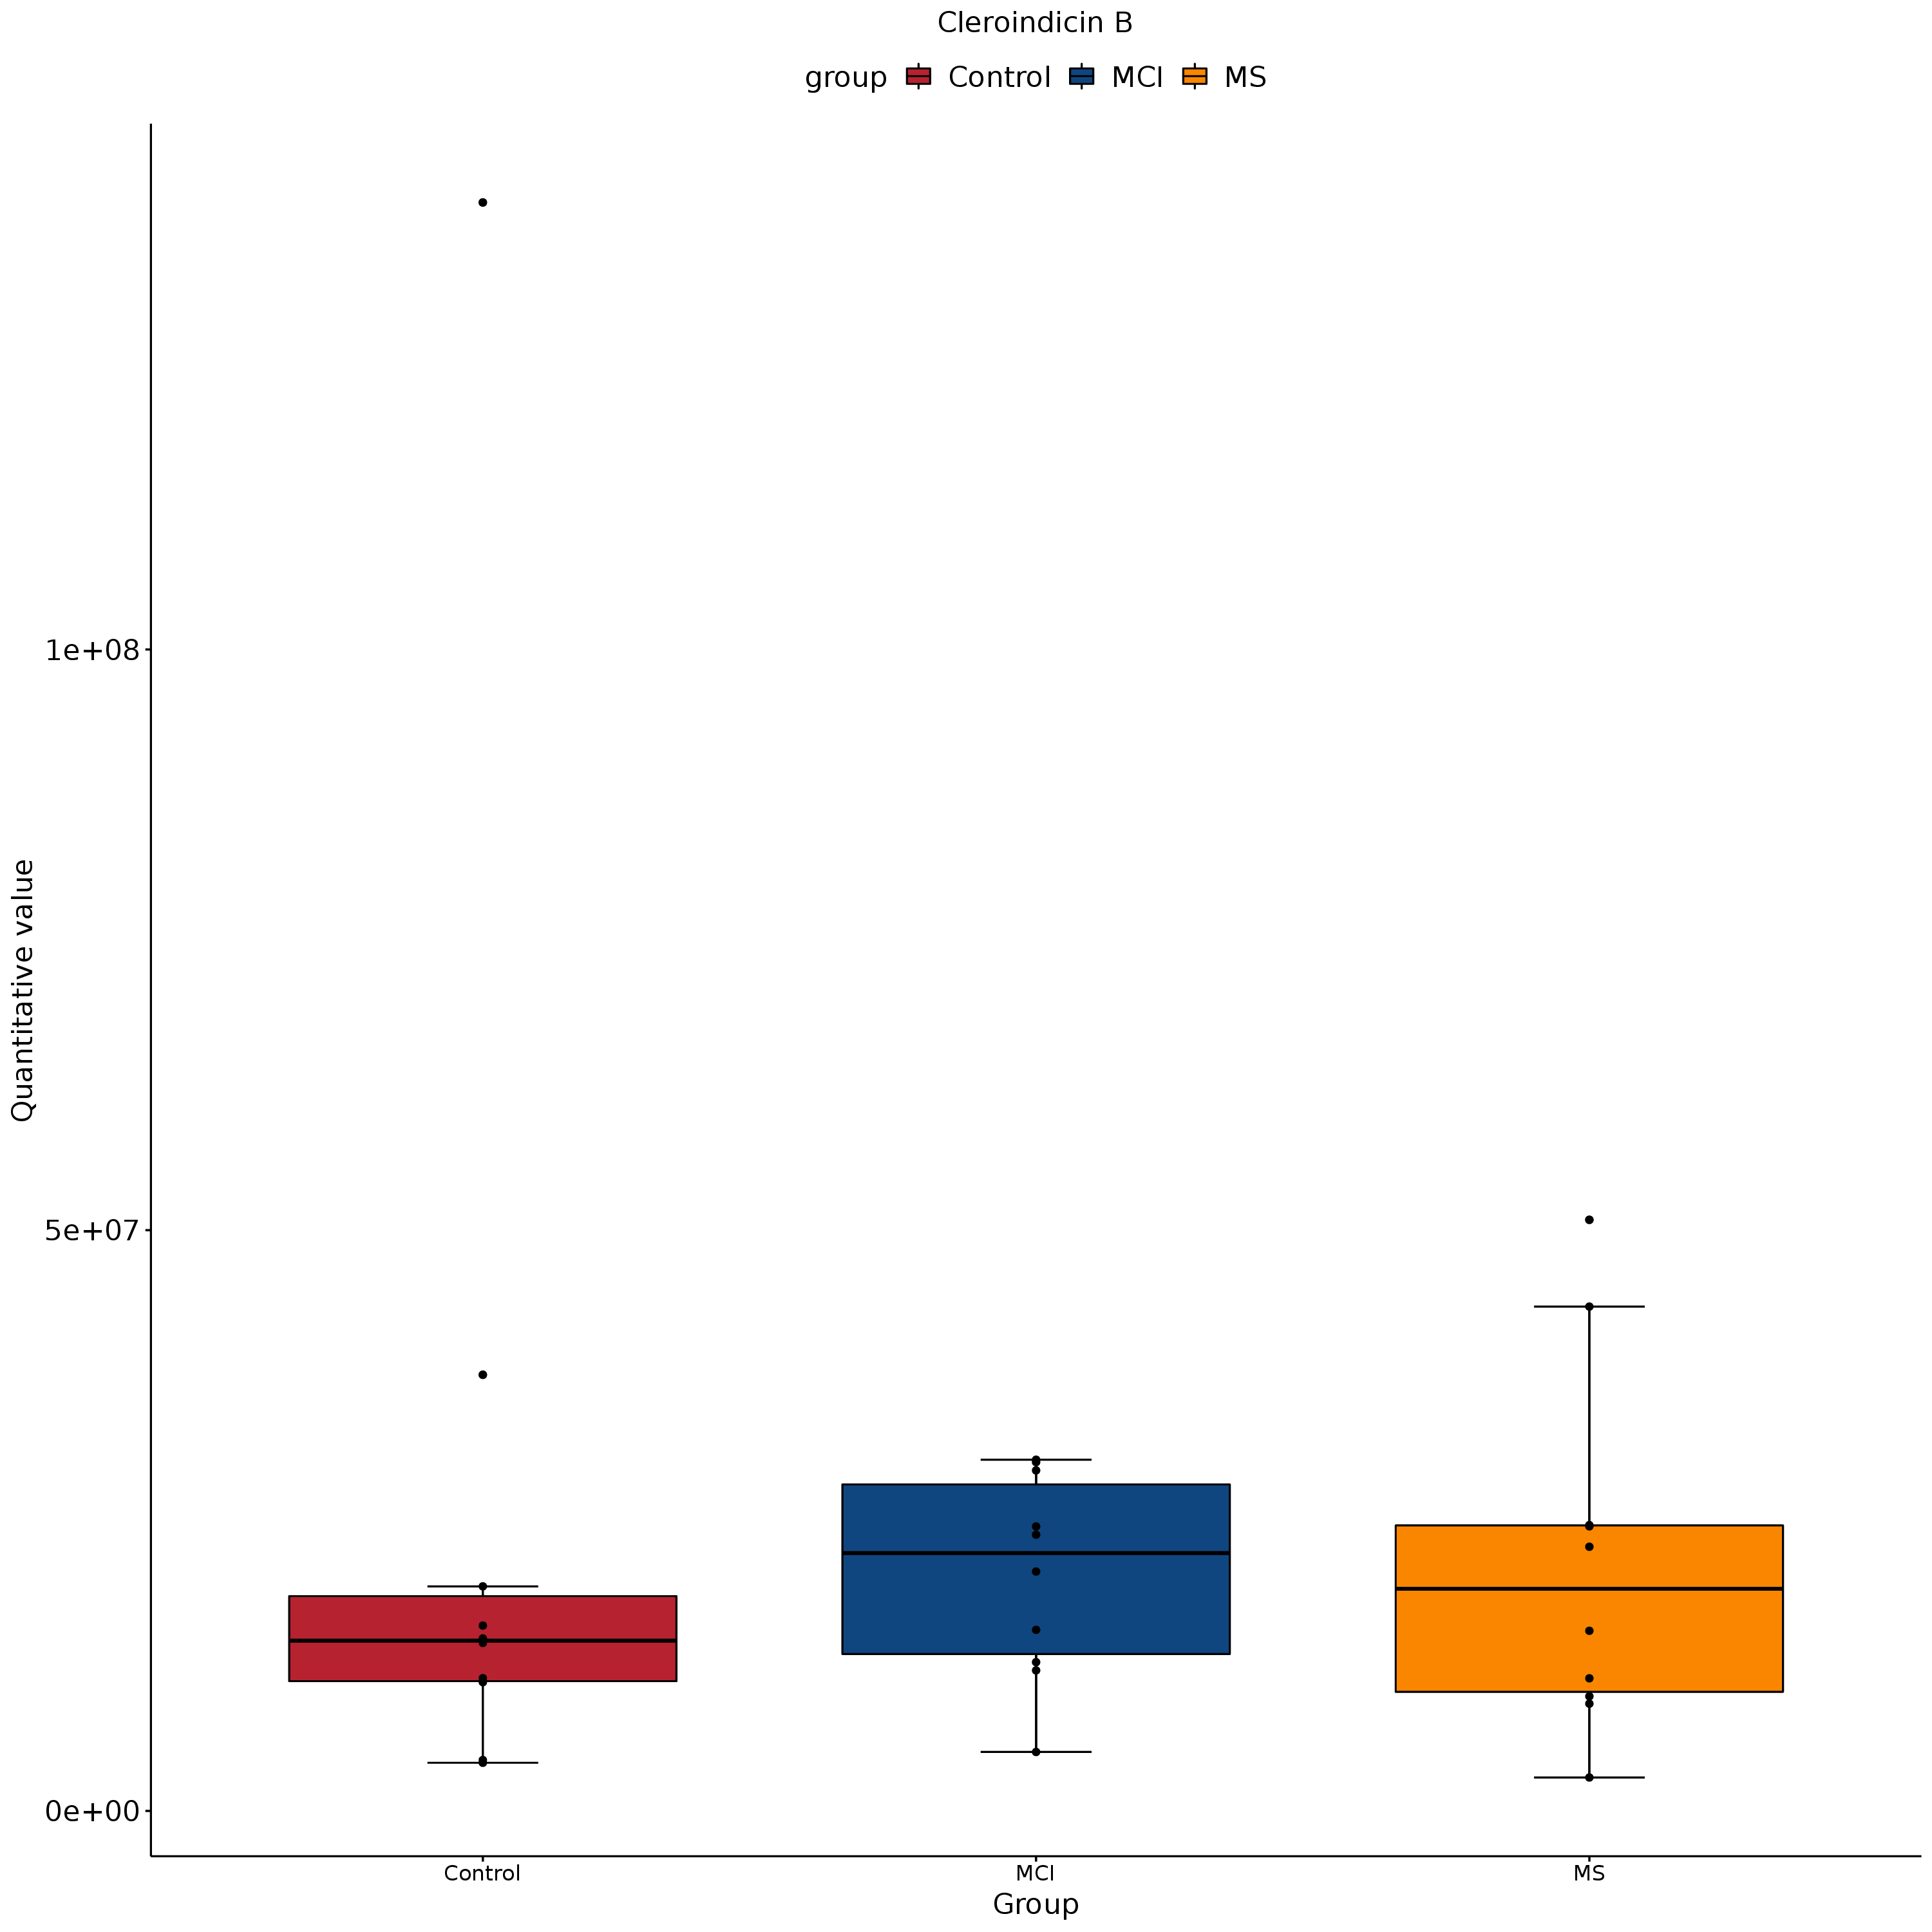 Cleroindicin B
group Control MCI MS
Quantitative value
1e+08
5e+07
0e+00
Control MCI MS
Group